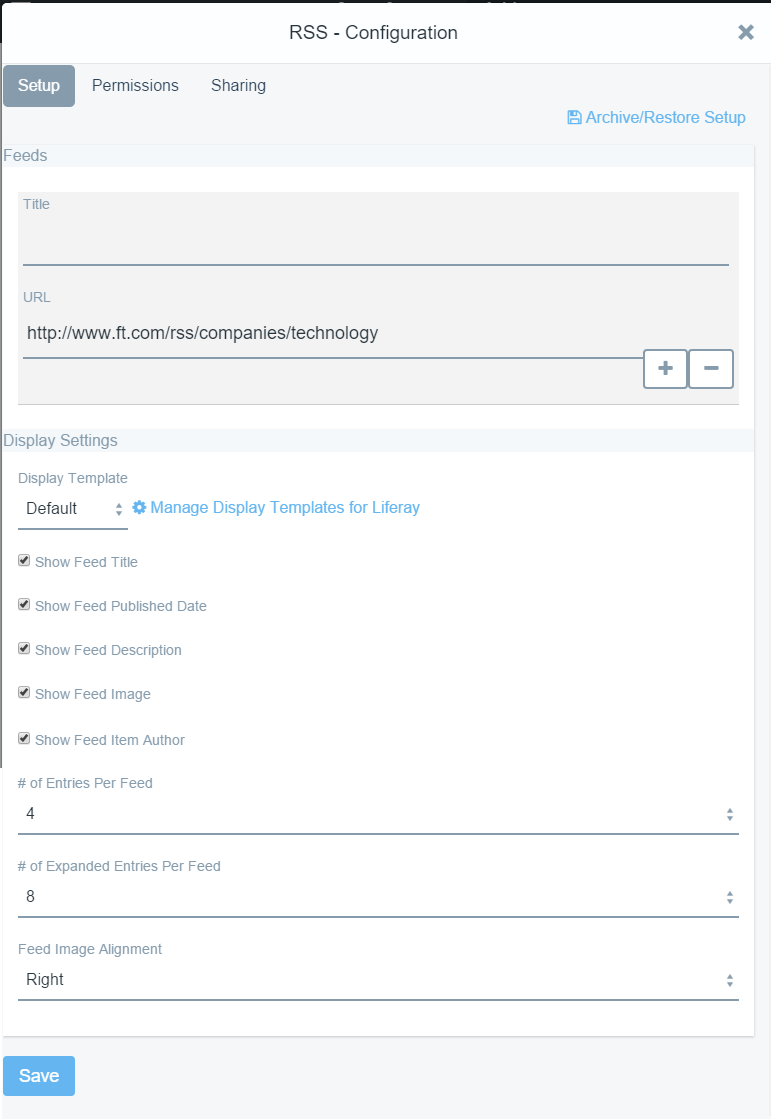 RSS - Configuration
Setup Permissions Sharing
Archive/Restore Setup
Feeds
Title
URL
http://www.ft.com/rss/companies/technology
Display Settings
Display Template
Default Manage Display Templates for Liferay
Show Feed Title
Show Feed Published Date
Show Feed Description
Show Feed Image
Show Feed Item Author
# of Entries Per Feed
4
# of Expanded Entries Per Feed
8
Feed Image Alignment
Right
Save